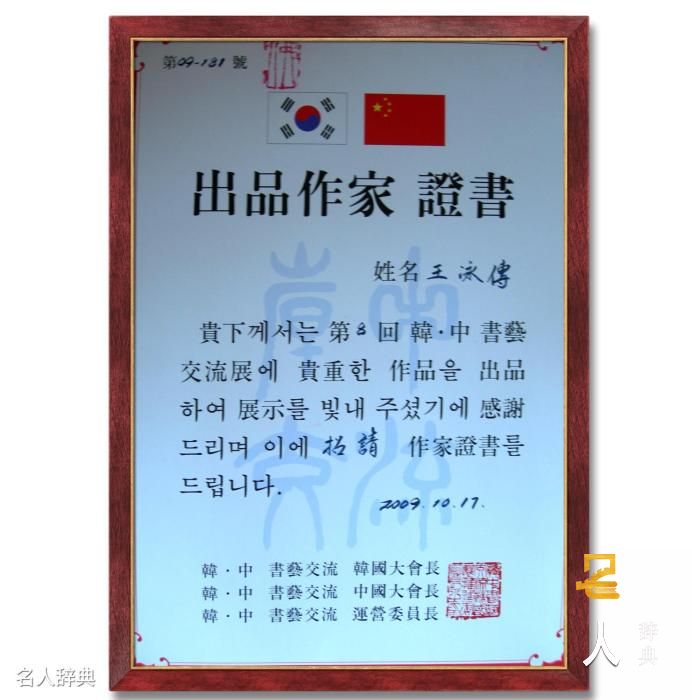 第09-131號
出品作家 證書
姓名 王泳傳
貴下께서는 第8回 韓·中 書藝
交流展에 貴重한 作品을 出品
하여 展示를 빛내 주셨기에 感謝
드리며 이에 招請 作家證書를
드립니다.
2009.10.17.
韓·中 書藝交流 韓國大會長
韓·中 書藝交流 中國大會長
韓·中 書藝交流 運營委員長
名人辞典
名人辞典